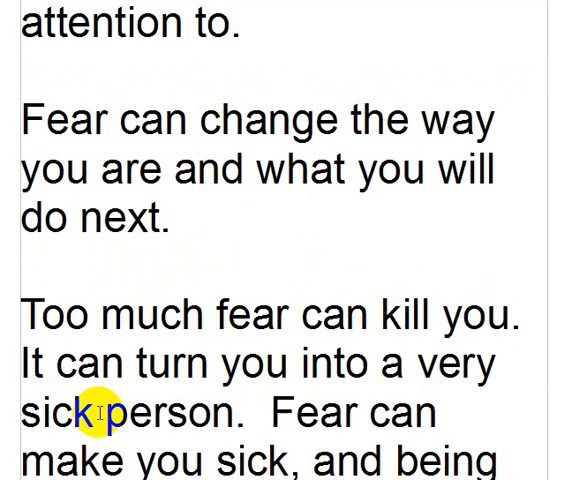 attention to.
Fear can change the way
you are and what you will
do next.
Too much fear can kill you.
It can turn you into a very
sick person.  Fear can
make you sick, and being